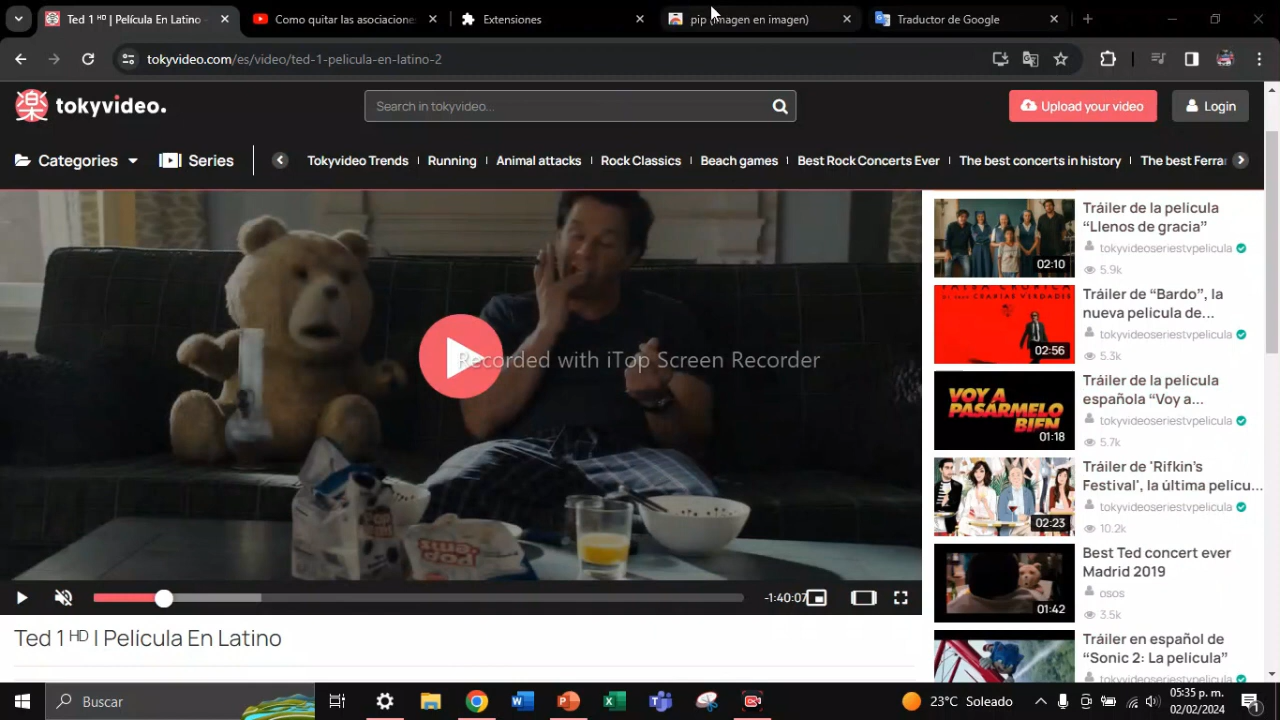 Ted 1 ᴴᴰ | Película En Latino
Como quitar las asociaciones
Extensiones
pip (imagen en imagen)
Traductor de Google
tokyvideo.com/es/video/ted-1-pelicula-en-latino-2
tokyvideo.
Search in tokyvideo...
Upload your video
Login
Categories
Series
Tokyvideo Trends
Running
Animal attacks
Rock Classics
Beach games
Best Rock Concerts Ever
The best concerts in history
The best Ferra
Recorded with iTop Screen Recorder
-1:40:07
Ted 1 ᴴᴰ | Película En Latino
02:10
Tráiler de la película
“Llenos de gracia”
tokyvideoseriestvpelicula
5.9k
02:56
Tráiler de “Bardo”, la
nueva película de...
tokyvideoseriestvpelicula
5.3k
VOY A
PASÁRMELO
BIEN
01:18
Tráiler de la película
española “Voy a...
tokyvideoseriestvpelicula
5.7k
02:23
Tráiler de 'Rifkin's
Festival', la última pelícu...
tokyvideoseriestvpelicula
10.2k
01:42
Best Ted concert ever
Madrid 2019
osos
3.5k
Tráiler en español de
“Sonic 2: La película”
tokyvideoseriestvpelicula
Buscar
23°C Soleado
05:35 p. m.
02/02/2024
1